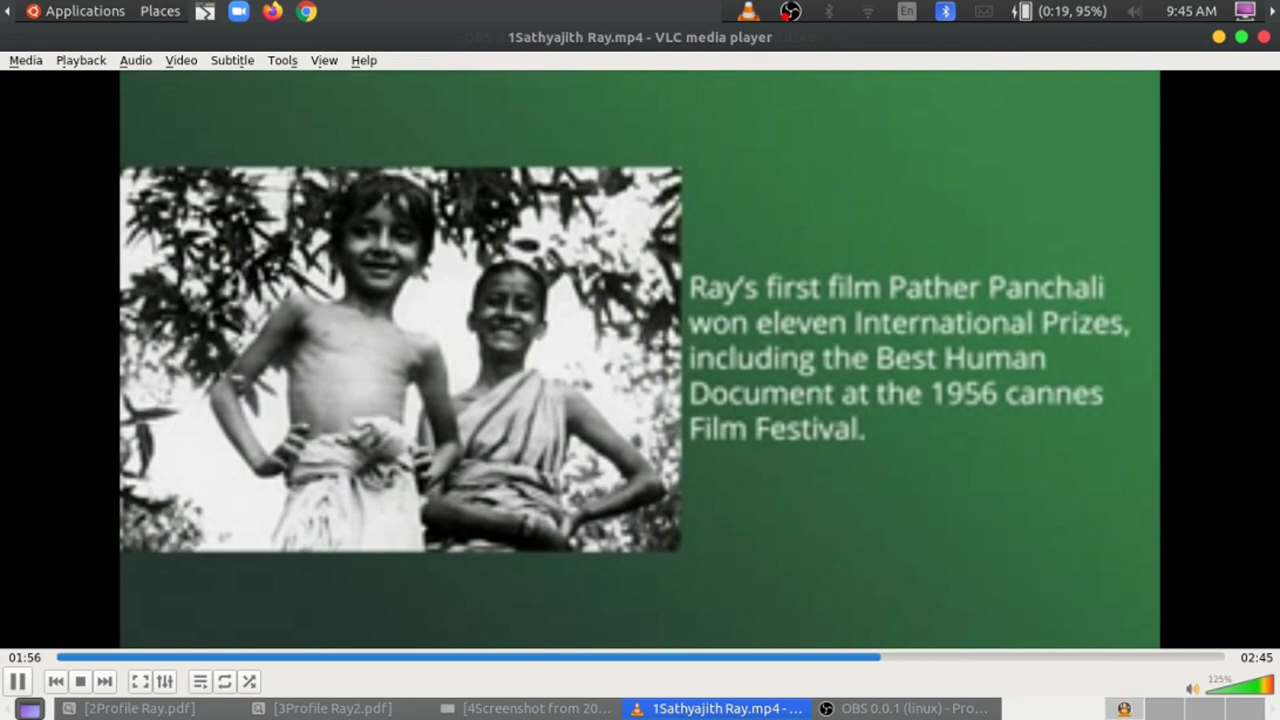 Applications Places En (0:19, 95%) 9:45 AM
1Sathyajith Ray.mp4 - VLC media player
Media Playback Audio Video Subtitle Tools View Help
Ray's first film Pather Panchali
won eleven International Prizes,
including the Best Human
Document at the 1956 cannes
Film Festival.
01:56 02:45
125%
[2Profile Ray.pdf] [3Profile Ray2.pdf] [4Screenshot from 20... 1Sathyajith Ray.mp4 - ... OBS 0.0.1 (linux) - Pro...